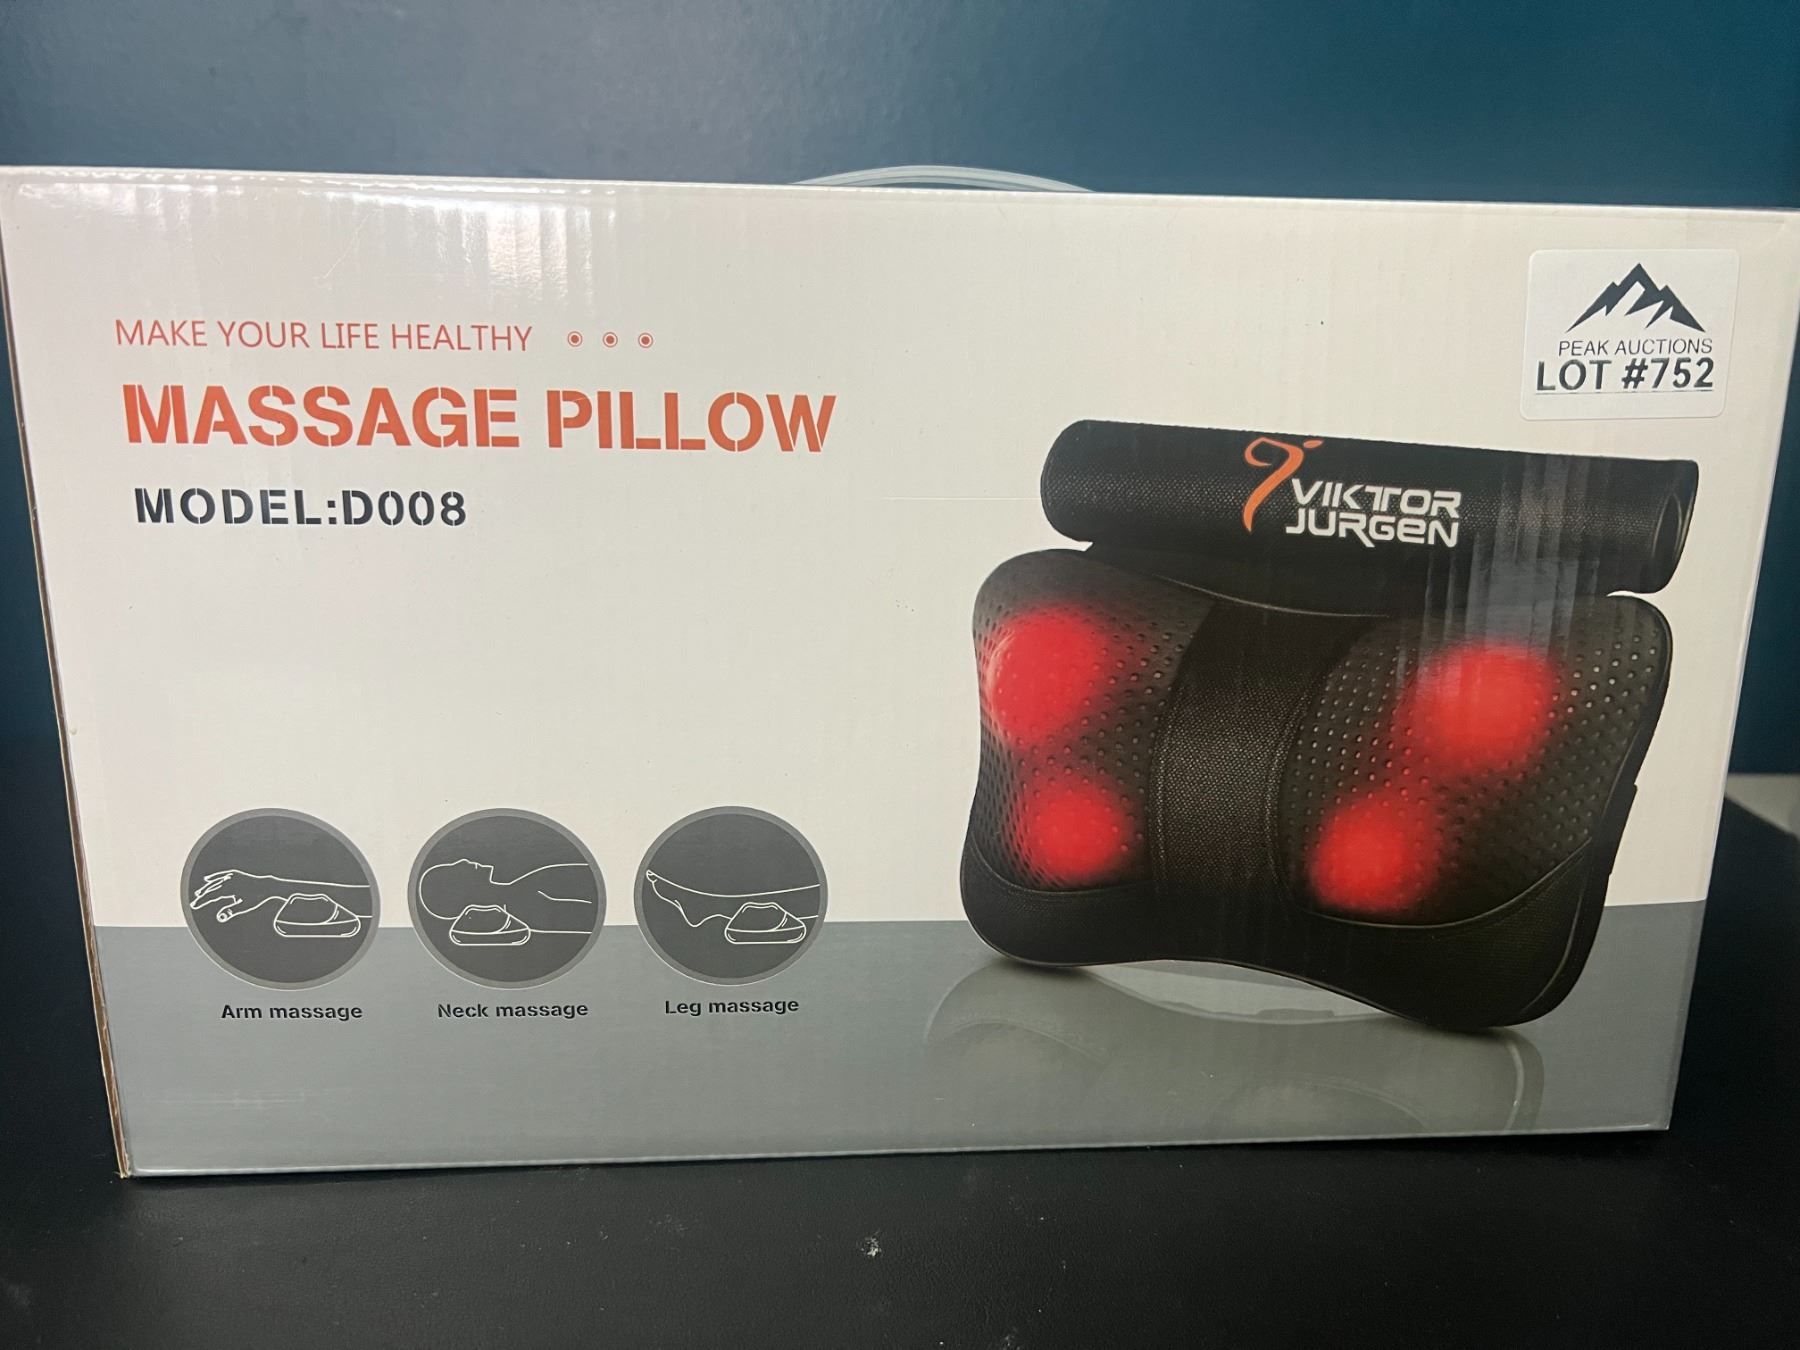 MAKE YOUR LIFE HEALTHY
MASSAGE PILLOW
MODEL:D008
PEAK AUCTIONS
LOT #752
VIKTOR
JURGEN
Arm massage
Neck massage
Leg massage